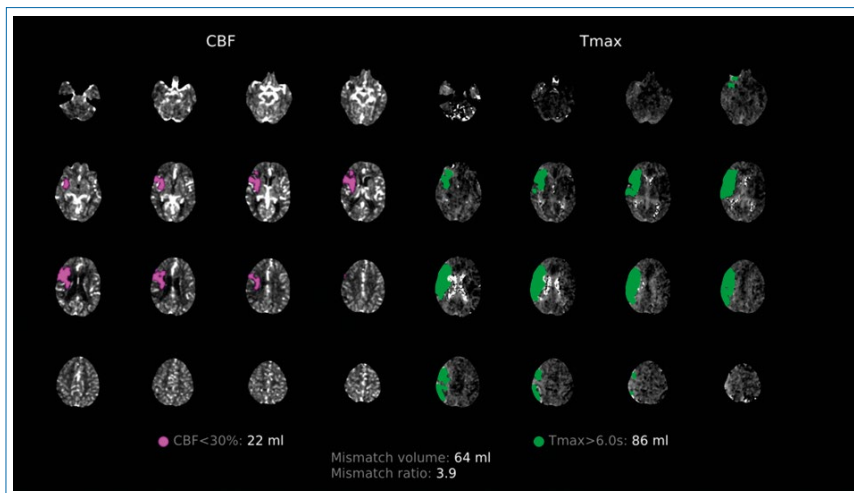 CBF
Tmax
CBF<30%: 22 ml
Tmax>6.0s: 86 ml
Mismatch volume: 64 ml
Mismatch ratio: 3.9